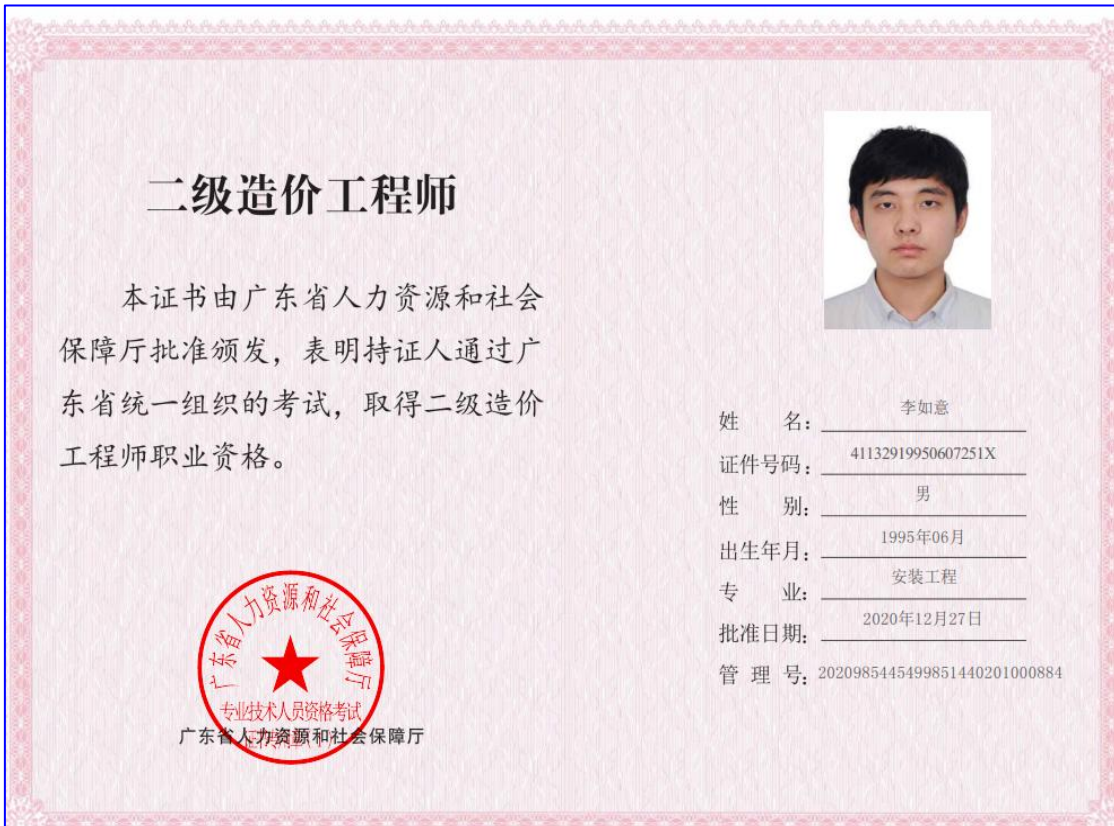 二级造价工程师
本证书由广东省人力资源和社会
保障厅批准颁发，表明持证人通过广
东省统一组织的考试，取得二级造价
工程师职业资格。
广东省人力资源和社会保障厅
专业技术人员资格考试
广东省人力资源和社会保障厅
姓 名：李如意
证件号码：41132919950607251X
性 别：男
出生年月：1995年06月
专 业：安装工程
批准日期：2020年12月27日
管 理 号：20209854454999851440201000884